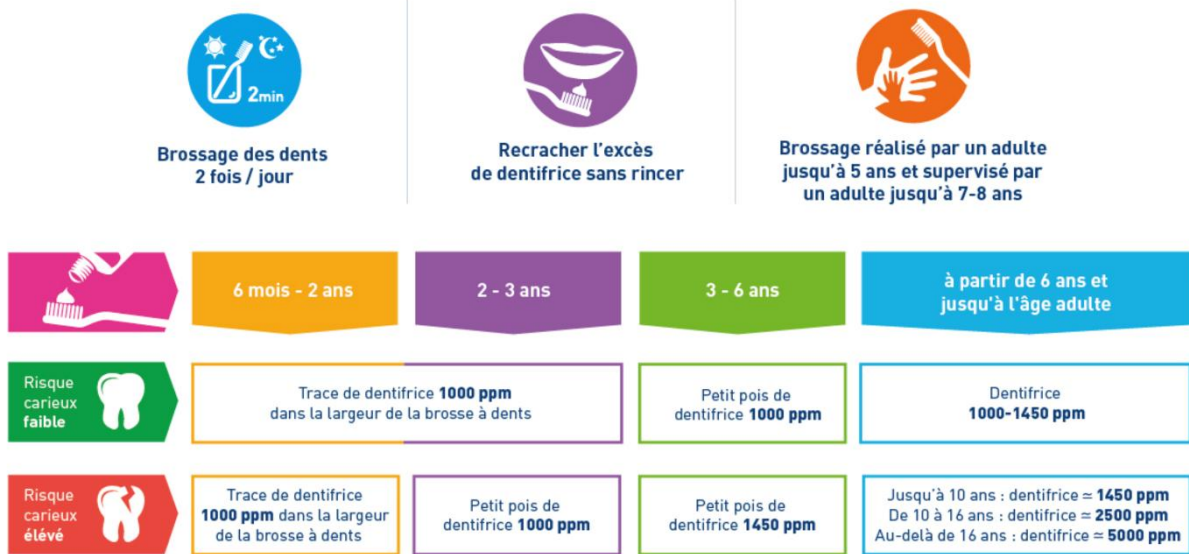 2min
Brossage des dents
2 fois / jour
Recracher l'excès
de dentifrice sans rincer
Brossage réalisé par un adulte
jusqu'à 5 ans et supervisé par
un adulte jusqu'à 7-8 ans
6 mois - 2 ans
2 - 3 ans
3 - 6 ans
à partir de 6 ans et
jusqu'à l'âge adulte
Risque
carieux
faible
Trace de dentifrice 1000 ppm
dans la largeur de la brosse à dents
Petit pois de
dentifrice 1000 ppm
Dentifrice
1000-1450 ppm
Risque
carieux
élévé
Trace de dentifrice
1000 ppm dans la largeur
de la brosse à dents
Petit pois de
dentifrice 1000 ppm
Petit pois de
dentifrice 1450 ppm
Jusqu'à 10 ans : dentifrice ≃ 1450 ppm
De 10 à 16 ans : dentifrice ≃ 2500 ppm
Au-delà de 16 ans : dentifrice ≃ 5000 ppm